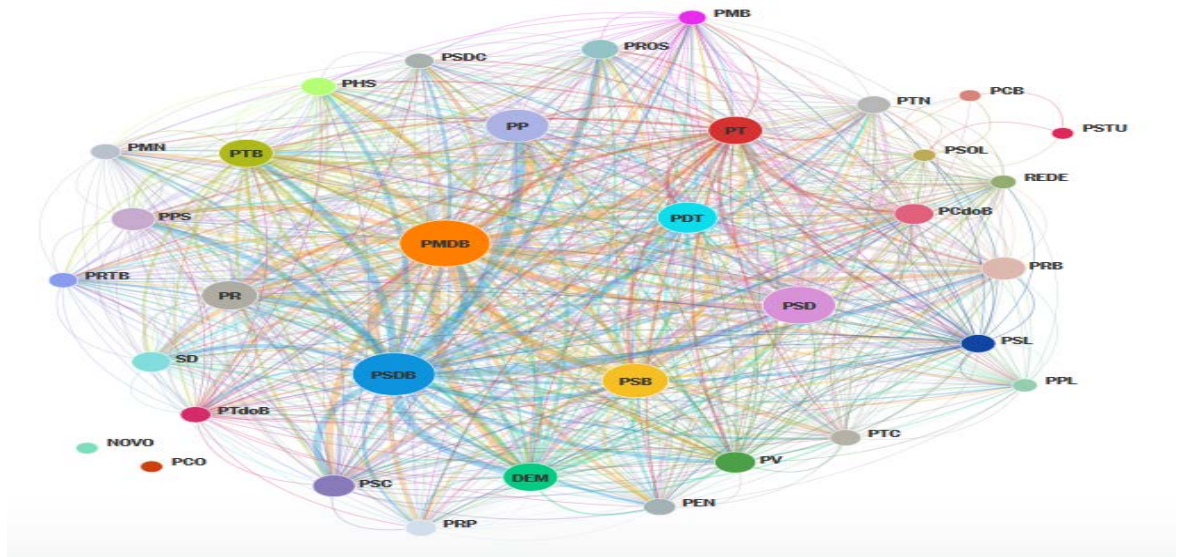 PMB
PROS
PSDC
PHS
PCB
PTN
PP
PSTU
PT
PMN
PTB
PSOL
REDE
PPS
PDT
PCdoB
PMDB
PRB
PRTB
PR
PSD
PSL
SD
PSDB
PSB
PPL
PTdoB
PTC
NOVO
PCO
PV
DEM
PSC
PEN
PRP